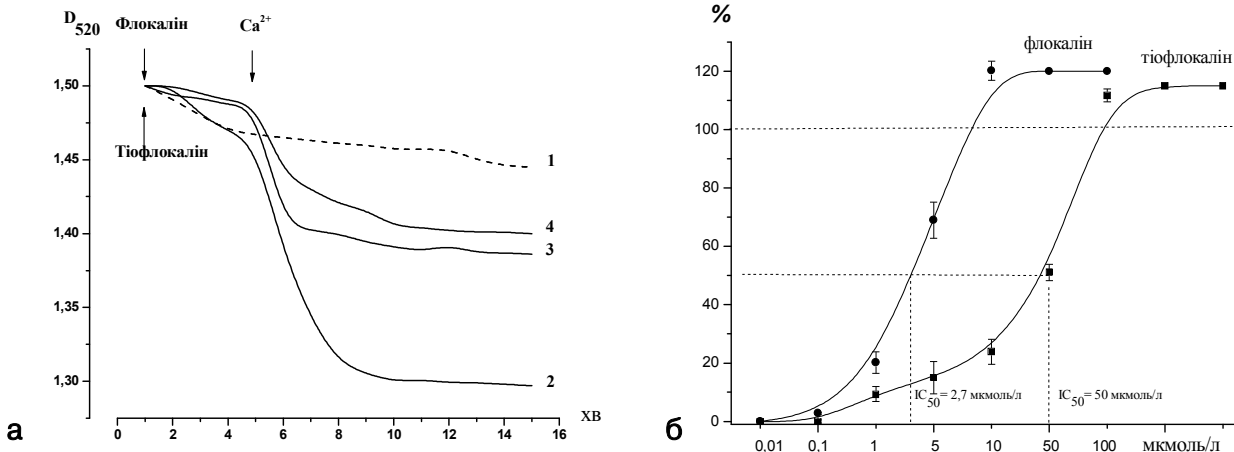 D520
Флокалін
Ca2+
1,50
1,45
1,40
1,35
1,30
Тіофлокалін
1
4
3
2
0 2 4 6 8 10 12 14 16
хв
а
%
флокалін
тіофлокалін
120
100
80
60
40
20
0
IC50= 2,7 мкмоль/л
IC50= 50 мкмоль/л
0,01 0,1 1 5 10 50 100 мкмоль/л
б